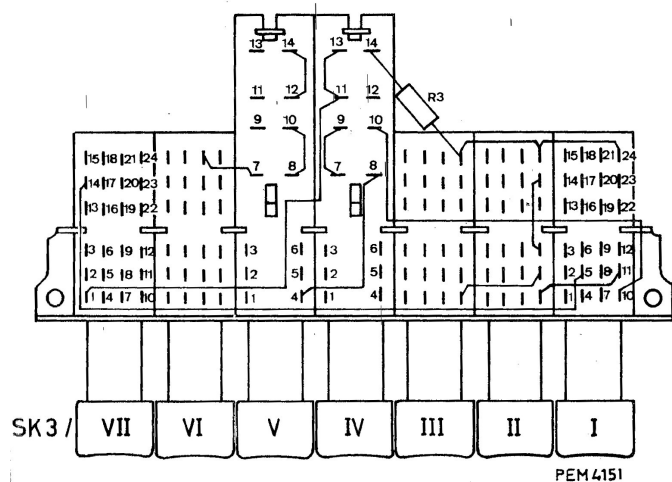 13 14 13 14
11 12 11 12
R3
9 10 9 10
15 18 21 24 15 18 21 24
7 8 7 8
14 17 20 23 14 17 20 23
13 16 19 22 13 16 19 22
3 6 9 12 3 6 3 6 3 6 9 12
2 5 8 11 2 5 2 5 2 5 8 11
1 4 7 10 1 4 1 4 1 4 7 10
SK3 / VII VI V IV III II I
PEM 4151